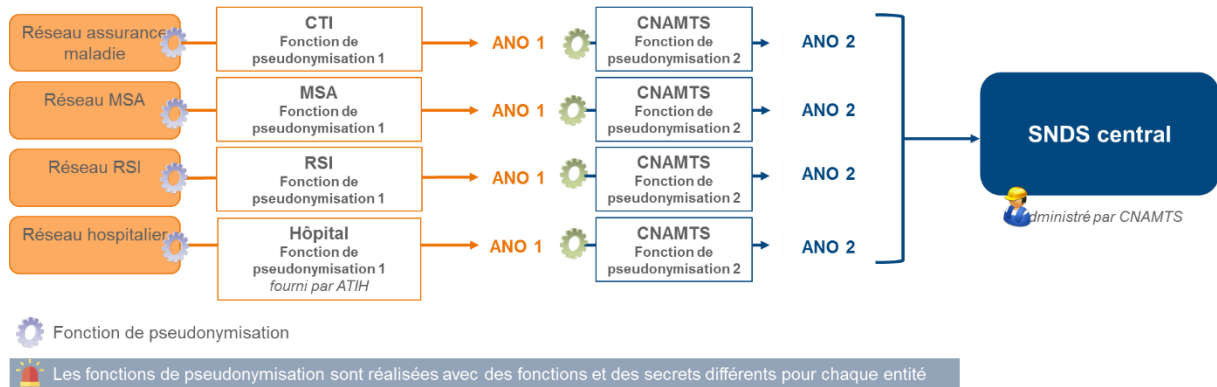 Réseau assurance
maladie
CTI
Fonction de
pseudonymisation 1
ANO 1
CNAMTS
Fonction de
pseudonymisation 2
ANO 2
Réseau MSA
MSA
Fonction de
pseudonymisation 1
ANO 1
CNAMTS
Fonction de
pseudonymisation 2
ANO 2
Réseau RSI
RSI
Fonction de
pseudonymisation 1
ANO 1
CNAMTS
Fonction de
pseudonymisation 2
ANO 2
Réseau hospitalier
Hôpital
Fonction de
pseudonymisation 1
fourni par ATIH
ANO 1
CNAMTS
Fonction de
pseudonymisation 2
ANO 2
SNDS central
dministré par CNAMTS
Fonction de pseudonymisation
Les fonctions de pseudonymisation sont réalisées avec des fonctions et des secrets différents pour chaque entité